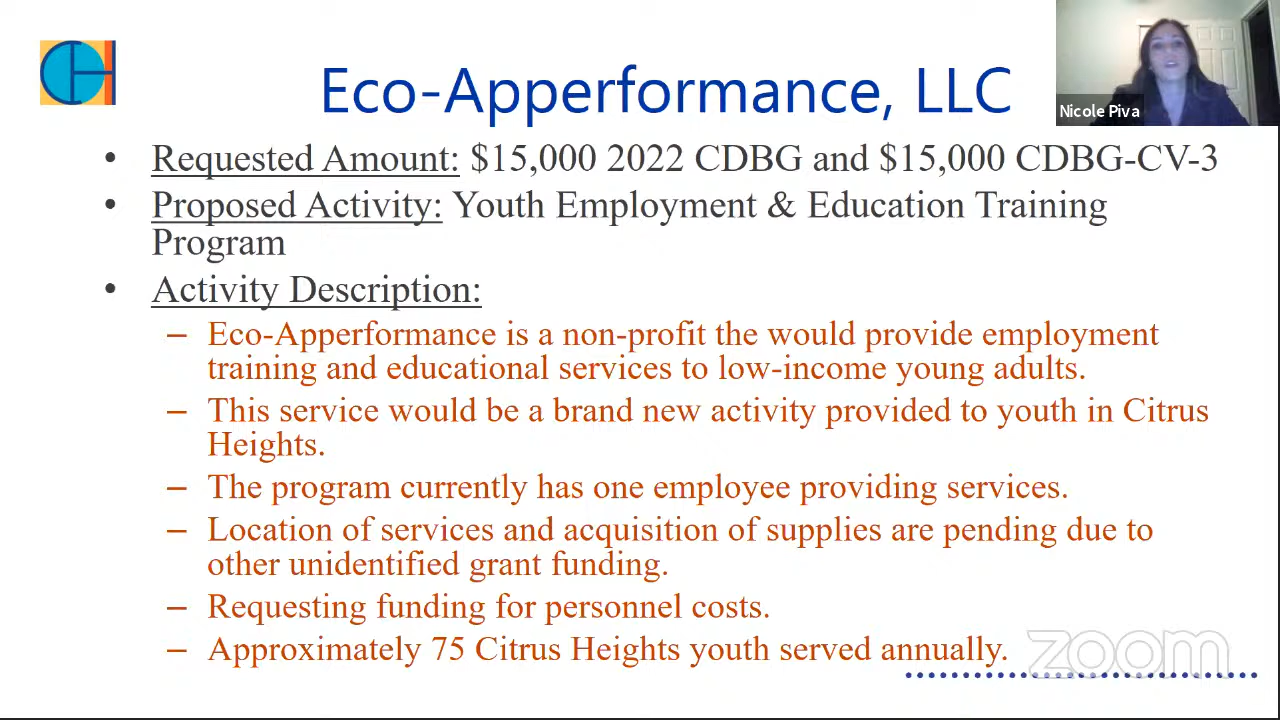 Eco-Apperformance, LLC
Nicole Piva
• Requested Amount: $15,000 2022 CDBG and $15,000 CDBG-CV-3
• Proposed Activity: Youth Employment & Education Training
Program
• Activity Description:
– Eco-Apperformance is a non-profit the would provide employment
training and educational services to low-income young adults.
– This service would be a brand new activity provided to youth in Citrus
Heights.
– The program currently has one employee providing services.
– Location of services and acquisition of supplies are pending due to
other unidentified grant funding.
– Requesting funding for personnel costs.
– Approximately 75 Citrus Heights youth served annually.
zoom